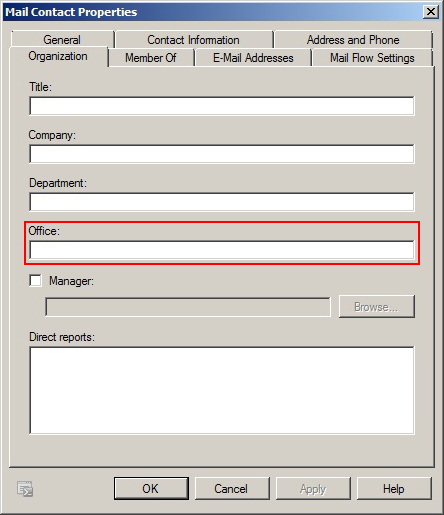 Mail Contact Properties
General Contact Information Address and Phone
Organization Member Of E-Mail Addresses Mail Flow Settings
Title:
Company:
Department:
Office:
Manager:
Browse...
Direct reports:
OK Cancel Apply Help